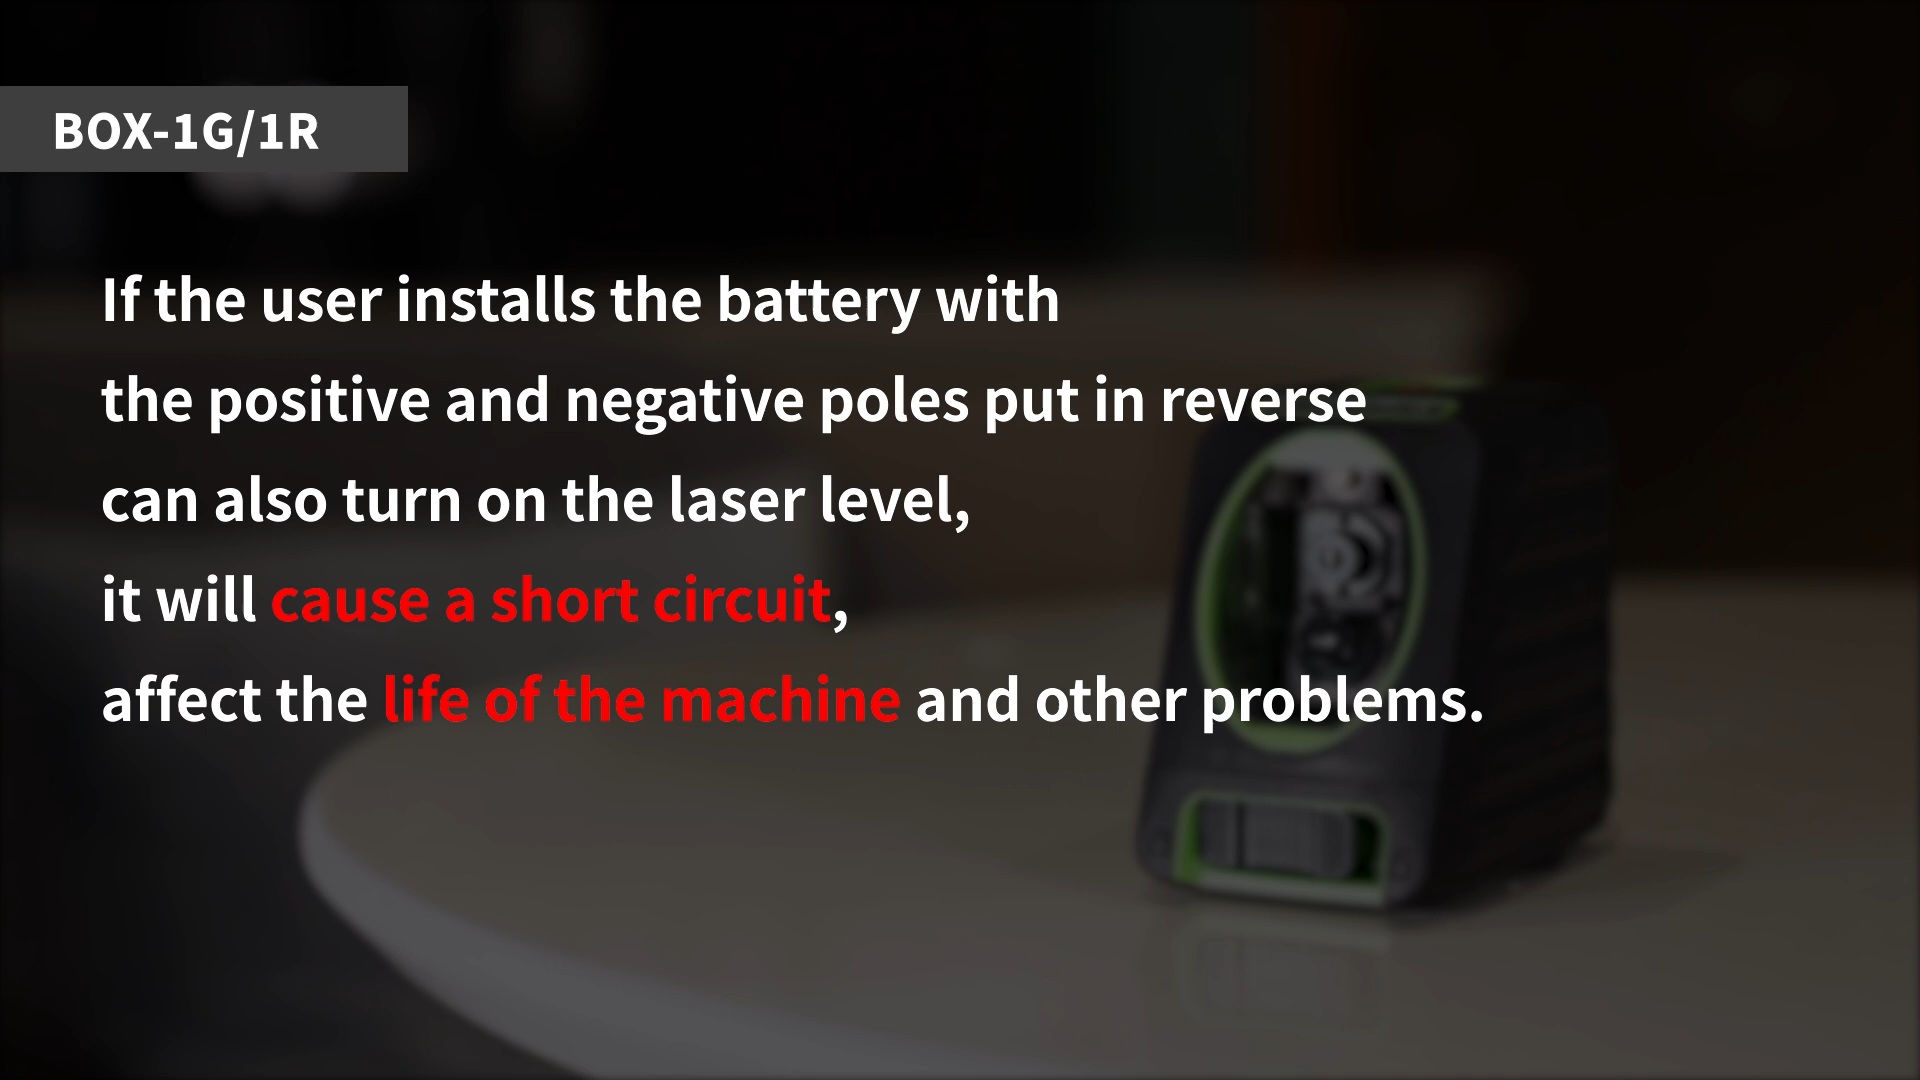 BOX-1G/1R
If the user installs the battery with
the positive and negative poles put in reverse
can also turn on the laser level,
it will cause a short circuit,
affect the life of the machine and other problems.